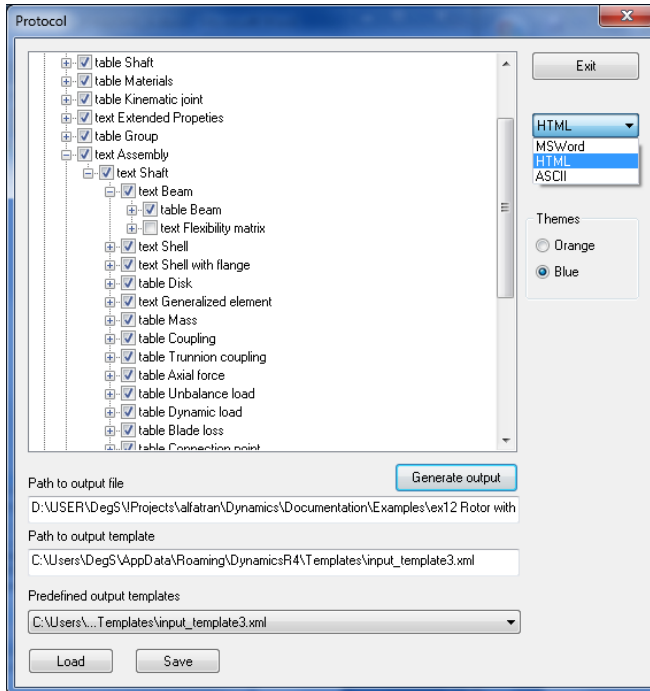 Protocol
table Shaft
table Materials
table Kinematic joint
text Extended Propeties
table Group
text Assembly
text Shaft
text Beam
table Beam
text Flexibility matrix
text Shell
text Shell with flange
table Disk
text Generalized element
table Mass
table Coupling
table Trunnion coupling
table Axial force
table Unbalance load
table Dynamic load
table Blade loss
table Connection point
Exit
HTML
MSWord
HTML
ASCII
Themes
Orange
Blue
Path to output file
Generate output
D:\USER\DegS\!Projects\alfatran\Dynamics\Documentation\Examples\ex12 Rotor with
Path to output template
C:\Users\DegS\AppData\Roaming\DynamicsR4\Templates\input_template3.xml
Predefined output templates
C:\Users\...Templates\input_template3.xml
Load
Save